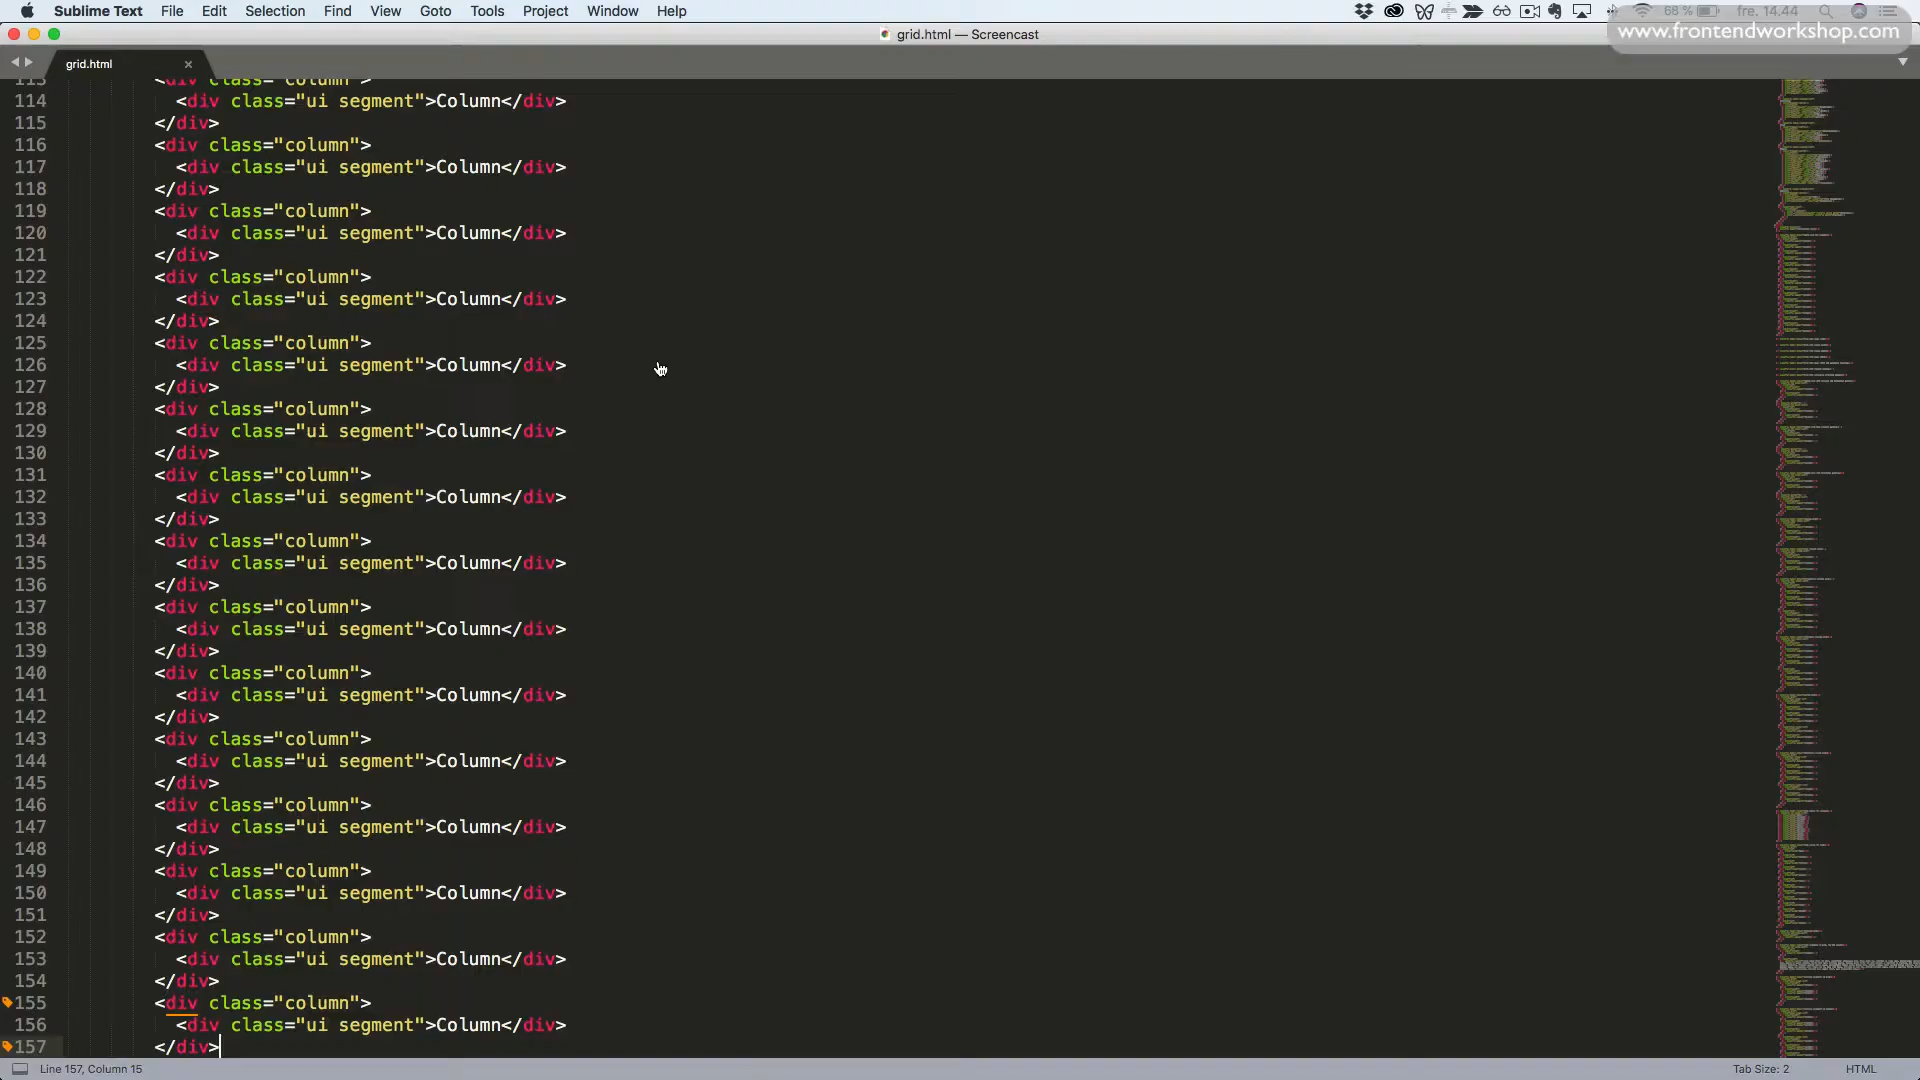 Sublime Text File Edit Selection Find View Goto Tools Project Window Help 68 % fre. 14.44
grid.html — Screencast
www.frontendworkshop.com
grid.html ×
113 <div class="column">
114 <div class="ui segment">Column</div>
115 </div>
116 <div class="column">
117 <div class="ui segment">Column</div>
118 </div>
119 <div class="column">
120 <div class="ui segment">Column</div>
121 </div>
122 <div class="column">
123 <div class="ui segment">Column</div>
124 </div>
125 <div class="column">
126 <div class="ui segment">Column</div>
127 </div>
128 <div class="column">
129 <div class="ui segment">Column</div>
130 </div>
131 <div class="column">
132 <div class="ui segment">Column</div>
133 </div>
134 <div class="column">
135 <div class="ui segment">Column</div>
136 </div>
137 <div class="column">
138 <div class="ui segment">Column</div>
139 </div>
140 <div class="column">
141 <div class="ui segment">Column</div>
142 </div>
143 <div class="column">
144 <div class="ui segment">Column</div>
145 </div>
146 <div class="column">
147 <div class="ui segment">Column</div>
148 </div>
149 <div class="column">
150 <div class="ui segment">Column</div>
151 </div>
152 <div class="column">
153 <div class="ui segment">Column</div>
154 </div>
155 <div class="column">
156 <div class="ui segment">Column</div>
157 </div>
Line 157, Column 15 Tab Size: 2 HTML